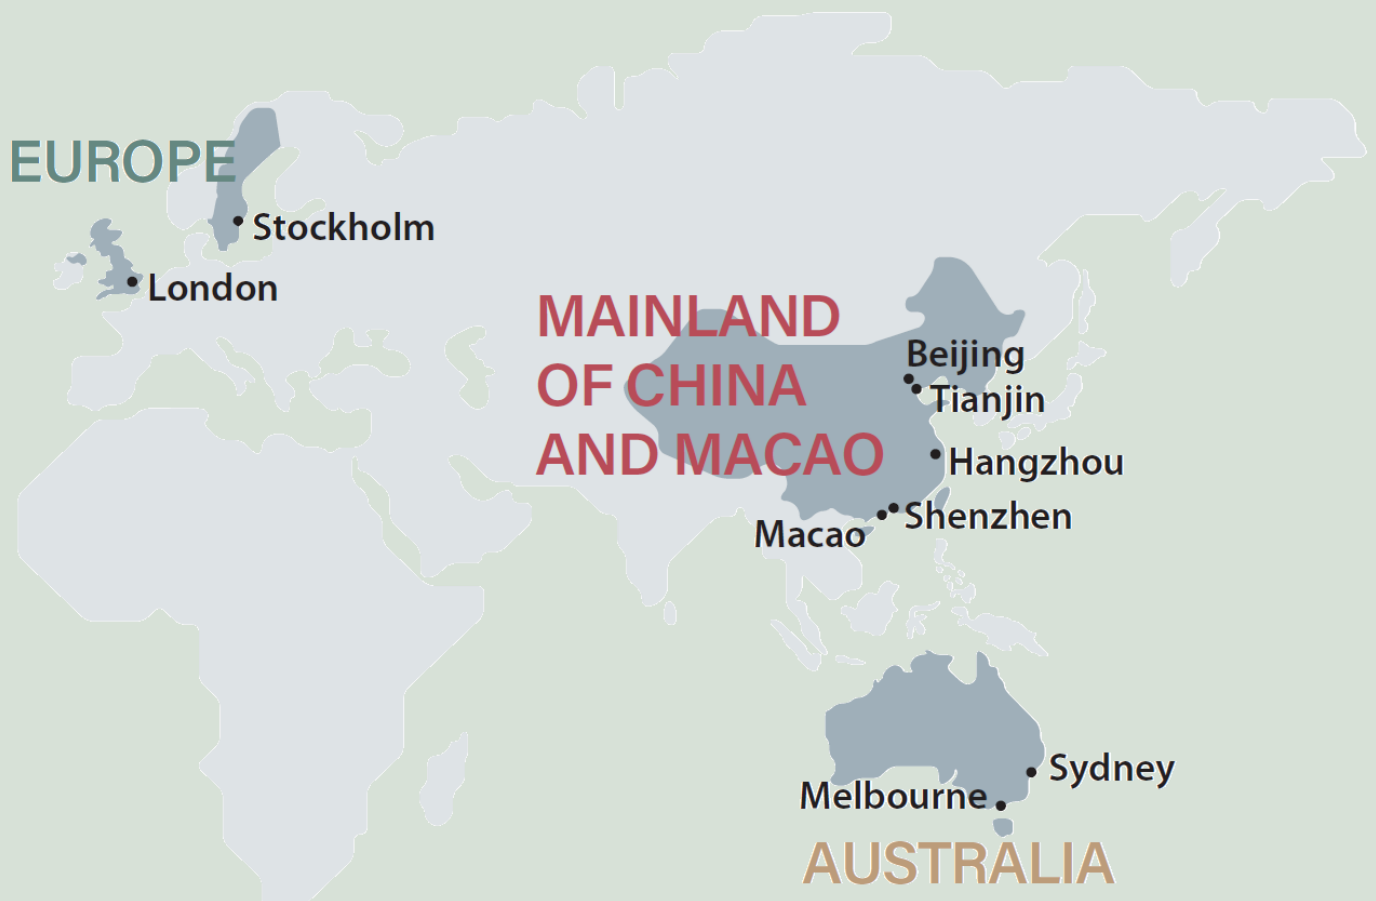 EUROPE
Stockholm
London
MAINLAND
OF CHINA
AND MACAO
Beijing
Tianjin
Hangzhou
Shenzhen
Macao
Sydney
Melbourne
AUSTRALIA